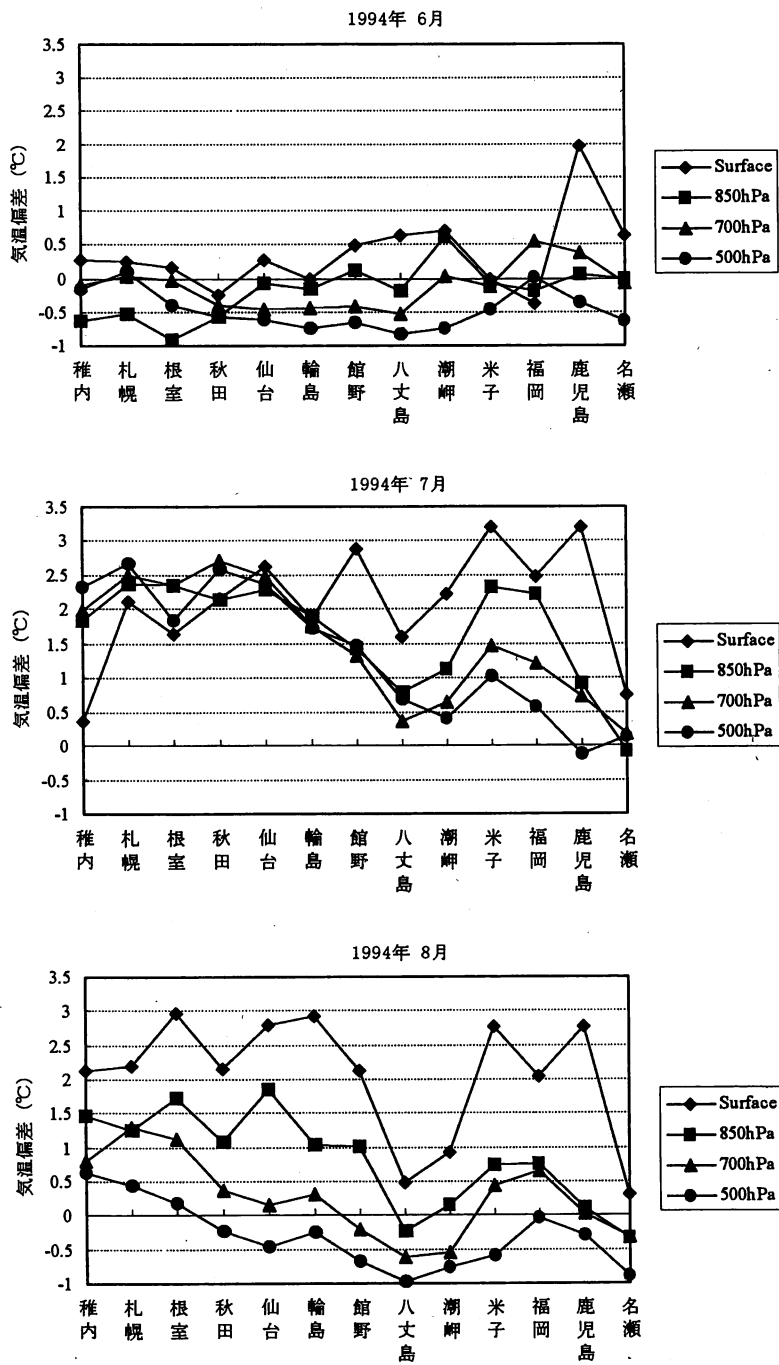 1994年 6月
気温偏差 (℃)
3.5
3
2.5
2
1.5
1
0.5
0
-0.5
-1
稚内
札幌
根室
秋田
仙台
輪島
館野
八丈島
潮岬
米子
福岡
鹿児島
名瀬
Surface
850hPa
700hPa
500hPa
1994年 7月
気温偏差 (℃)
3.5
3
2.5
2
1.5
1
0.5
0
-0.5
-1
稚内
札幌
根室
秋田
仙台
輪島
館野
八丈島
潮岬
米子
福岡
鹿児島
名瀬
Surface
850hPa
700hPa
500hPa
1994年 8月
気温偏差 (℃)
3.5
3
2.5
2
1.5
1
0.5
0
-0.5
-1
稚内
札幌
根室
秋田
仙台
輪島
館野
八丈島
潮岬
米子
福岡
鹿児島
名瀬
Surface
850hPa
700hPa
500hPa